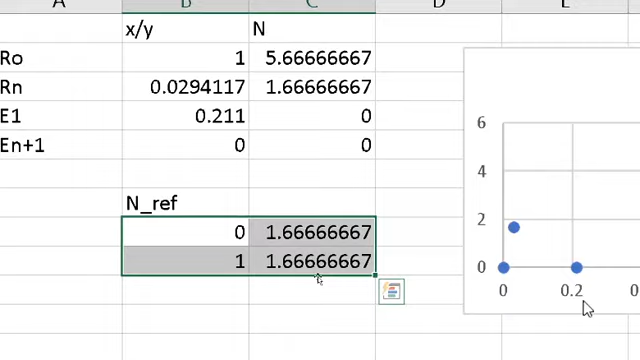 A B C D E
x/y N
Ro 1 5.66666667
Rn 0.0294117 1.66666667
E1 0.211 0
En+1 0 0
N_ref
0 1.66666667
1 1.66666667
6
4
2
0
0 0.2